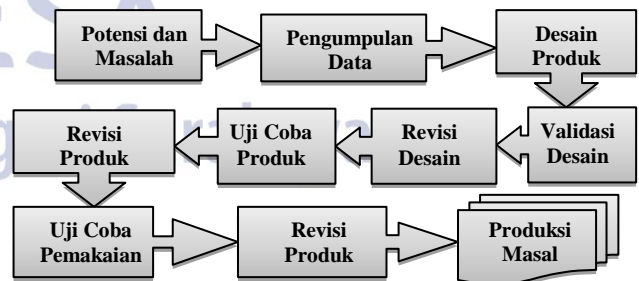 Potensi dan
Masalah
Pengumpulan
Data
Desain
Produk
Validasi
Desain
Revisi
Desain
Uji Coba
Produk
Revisi
Produk
Uji Coba
Pemakaian
Revisi
Produk
Produksi
Masal